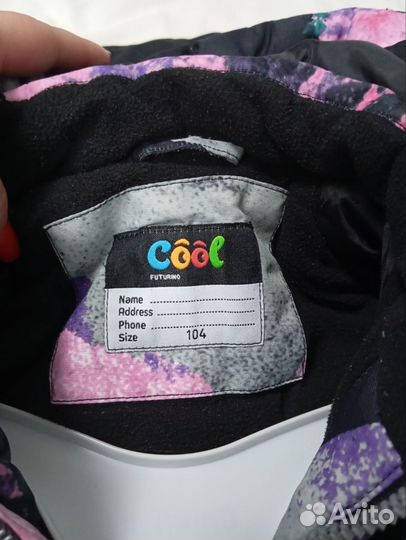 Cool
FUTURINO
Name
Address
Phone
Size 104
Avito